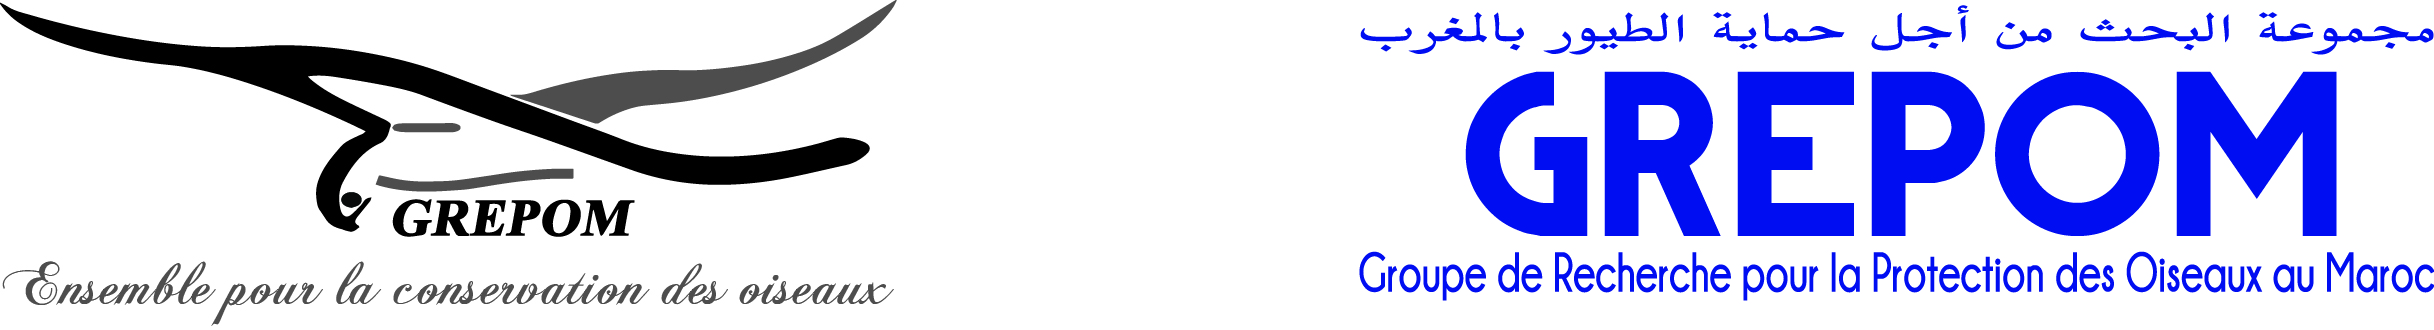 GREPOM
Ensemble pour la conservation des oiseaux
مجموعة البحث من أجل حماية الطيور بالمغرب
GREPOM
Groupe de Recherche pour la Protection des Oiseaux au Maroc